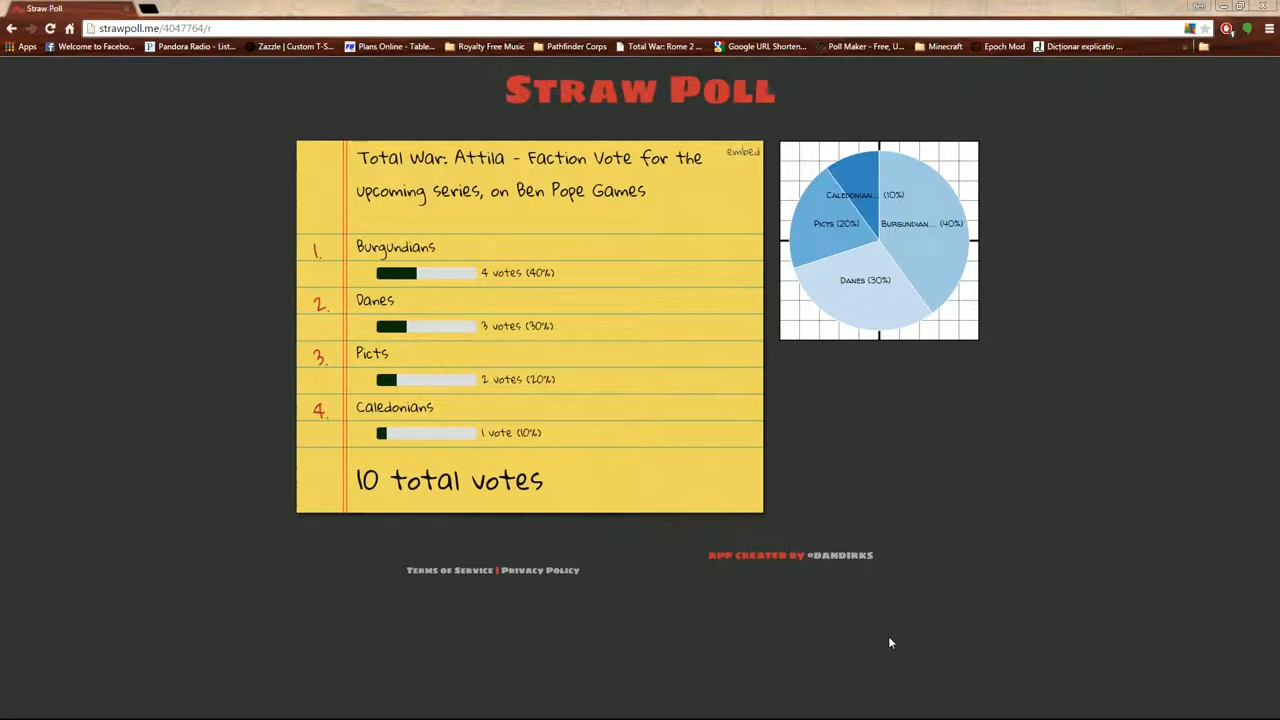 Straw Poll
Ben
strawpoll.me/4047764/r
Apps
Welcome to Facebo...
Pandora Radio - List...
Zazzle | Custom T-S...
Plans Online - Table...
Royalty Free Music
Pathfinder Corps
Total War: Rome 2 ...
Google URL Shorten...
Poll Maker - Free, U...
Minecraft
Epoch Mod
Dicționar explicativ ...
STRAW POLL
Total War: Attila - Faction Vote for the
upcoming series, on Ben Pope Games
embed
1. Burgundians
4 votes (40%)
2. Danes
3 votes (30%)
3. Picts
2 votes (20%)
4. Caledonians
1 vote (10%)
10 total votes
CALEDONIAN... (10%)
PICTS (20%)
BURGUNDIAN... (40%)
DANES (30%)
APP CREATED BY @DANDIRKS
TERMS OF SERVICE | PRIVACY POLICY